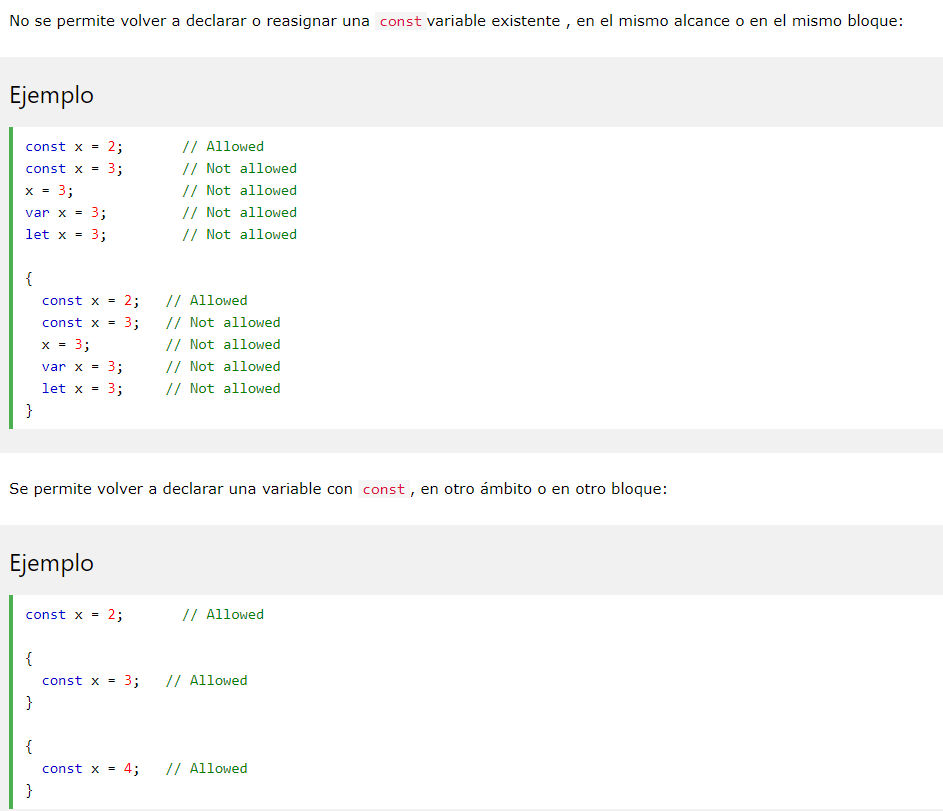 No se permite volver a declarar o reasignar una const variable existente , en el mismo alcance o en el mismo bloque:
Ejemplo
const x = 2;       // Allowed
const x = 3;       // Not allowed
x = 3;             // Not allowed
var x = 3;         // Not allowed
let x = 3;         // Not allowed
{
  const x = 2;   // Allowed
  const x = 3;   // Not allowed
  x = 3;         // Not allowed
  var x = 3;     // Not allowed
  let x = 3;     // Not allowed
}
Se permite volver a declarar una variable con const , en otro ámbito o en otro bloque:
Ejemplo
const x = 2;       // Allowed
{
  const x = 3;   // Allowed
}
{
  const x = 4;   // Allowed
}